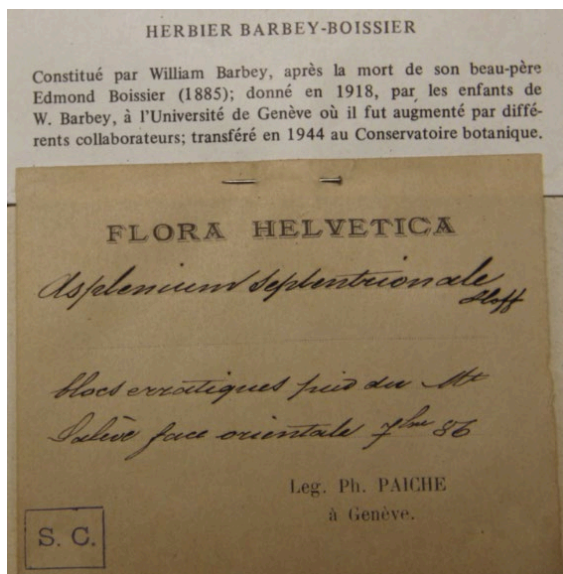 HERBIER BARBEY-BOISSIER
Constitué par William Barbey, après la mort de son beau-père
Edmond Boissier (1885); donné en 1918, par les enfants de
W. Barbey, à l'Université de Genève où il fut augmenté par diffé-
rents collaborateurs; transféré en 1944 au Conservatoire botanique.
FLORA HELVETICA
Asplenium septentrionale
Hoff
blocs erratiques pied du Mt
Salève face orientale 7bre 86
Leg. Ph. PAICHE
à Genève.
S. C.